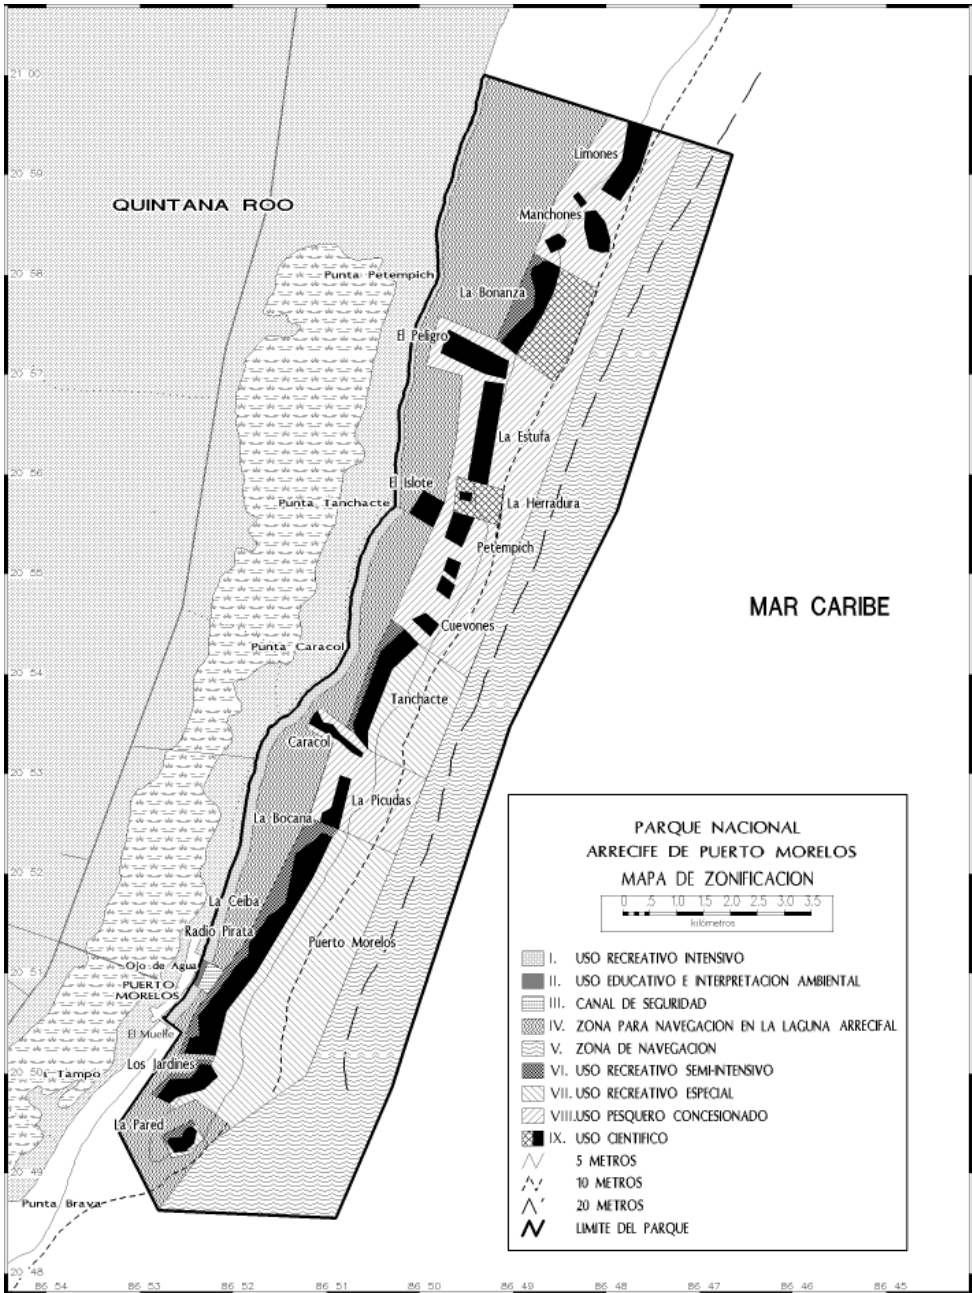 21 00
Limones
20 59
QUINTANA ROO
Manchones
20 58
Punta Petempich
La Bonanza
El Peligro
20 57
La Estufa
20 56
El Islote
Punta Tanchacte
La Herradura
Petempich
20 55
MAR CARIBE
Cuevones
Punta Caracol
20 54
Tanchacte
Caracol
20 53
La Picudas
La Bocana
20 52
La Ceiba
Radio Pirata
Puerto Morelos
Ojo de Agua
20 51
PUERTO
MORELOS
El Muelle
Los Jardines
Tampo
20 50
La Pared
20 49
Punta Brava
20 48
PARQUE NACIONAL
ARRECIFE DE PUERTO MORELOS
MAPA DE ZONIFICACION
0 .5 1.0 1.5 2.0 2.5 3.0 3.5
kilómetros
I. USO RECREATIVO INTENSIVO
II. USO EDUCATIVO E INTERPRETACION AMBIENTAL
III. CANAL DE SEGURIDAD
IV. ZONA PARA NAVEGACION EN LA LAGUNA ARRECIFAL
V. ZONA DE NAVEGACION
VI. USO RECREATIVO SEMI-INTENSIVO
VII. USO RECREATIVO ESPECIAL
VIII. USO PESQUERO CONCESIONADO
IX. USO CIENTIFICO
5 METROS
10 METROS
20 METROS
LIMITE DEL PARQUE
86 54 86 53 86 52 86 51 86 50 86 49 86 48 86 47 86 46 86 45